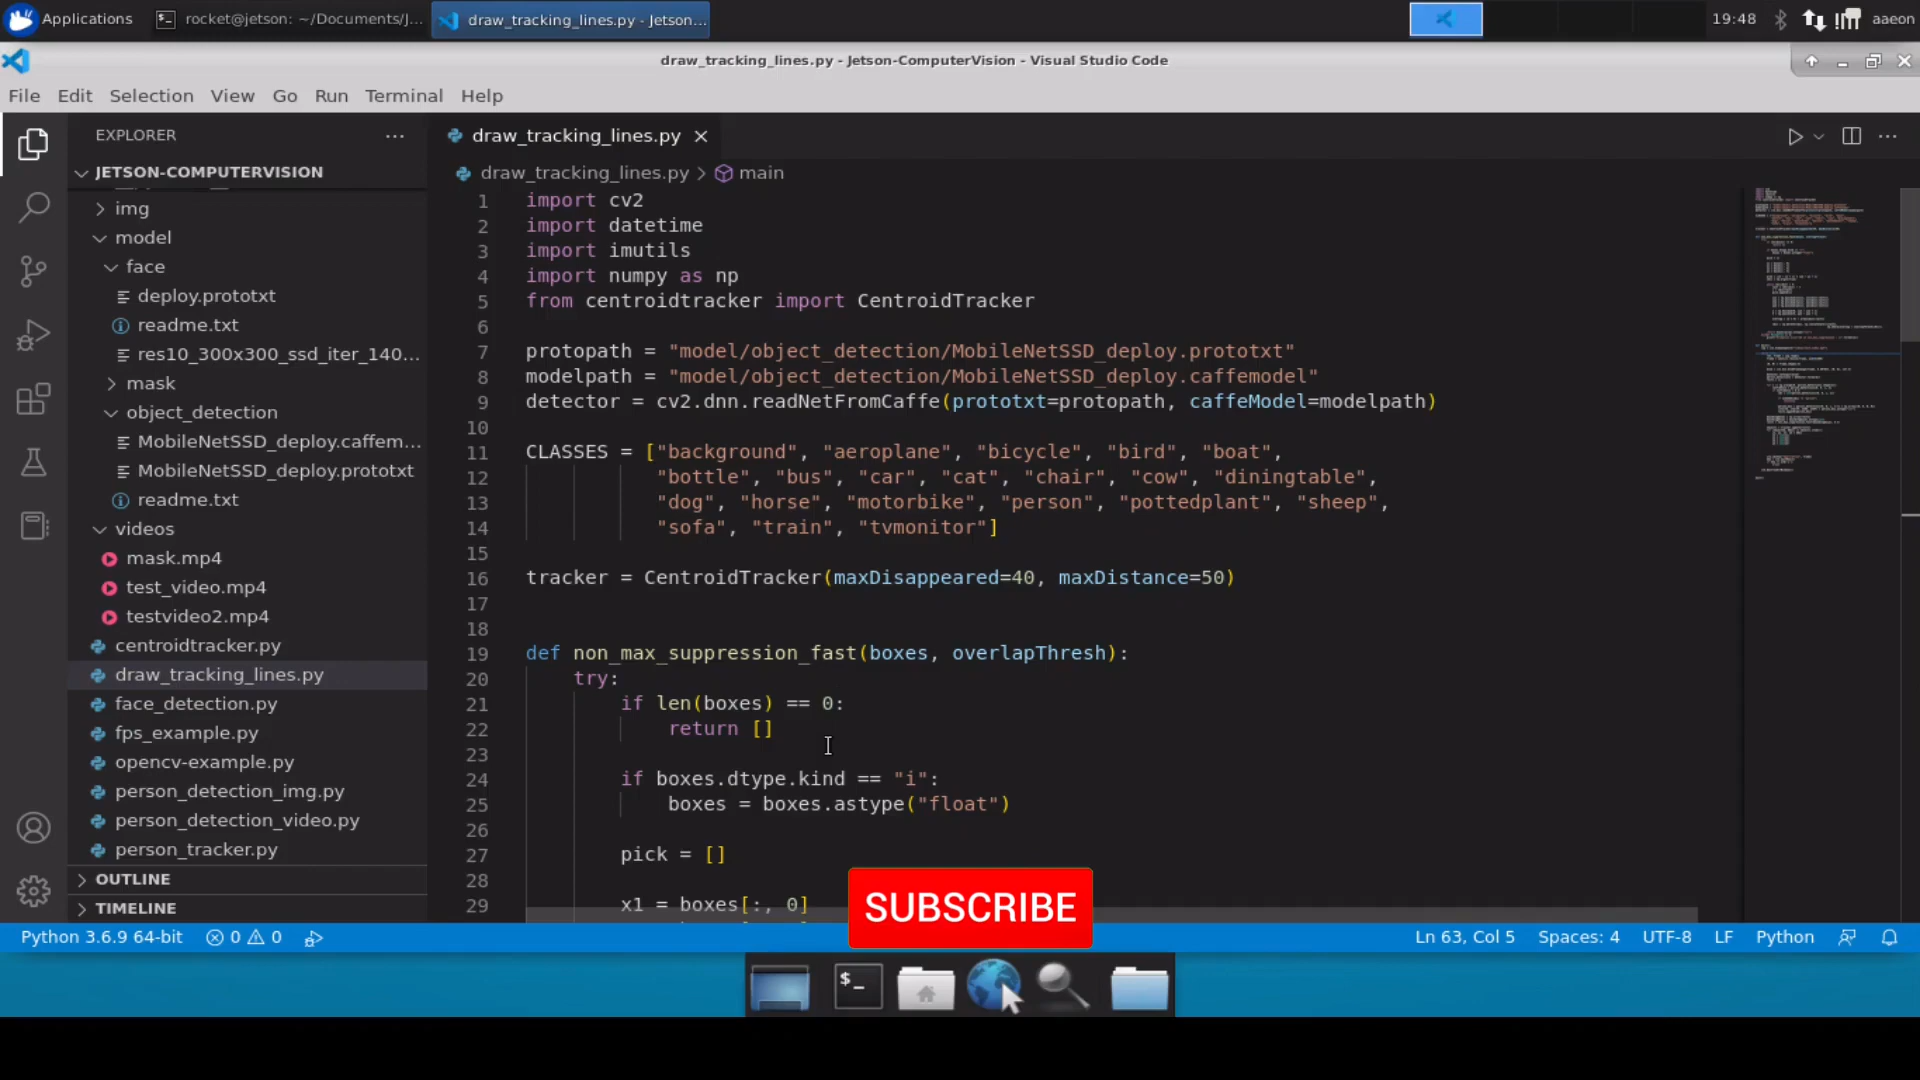 Applications
rocket@jetson: ~/Documents/J...
draw_tracking_lines.py - Jetson...
19:48
aaeon
draw_tracking_lines.py - Jetson-ComputerVision - Visual Studio Code
File Edit Selection View Go Run Terminal Help
EXPLORER
JETSON-COMPUTERVISION
img
model
face
deploy.prototxt
readme.txt
res10_300x300_ssd_iter_140...
mask
object_detection
MobileNetSSD_deploy.caffem...
MobileNetSSD_deploy.prototxt
readme.txt
videos
mask.mp4
test_video.mp4
testvideo2.mp4
centroidtracker.py
draw_tracking_lines.py
face_detection.py
fps_example.py
opencv-example.py
person_detection_img.py
person_detection_video.py
person_tracker.py
OUTLINE
TIMELINE
draw_tracking_lines.py
draw_tracking_lines.py > main
1 import cv2
2 import datetime
3 import imutils
4 import numpy as np
5 from centroidtracker import CentroidTracker
6
7 protopath = "model/object_detection/MobileNetSSD_deploy.prototxt"
8 modelpath = "model/object_detection/MobileNetSSD_deploy.caffemodel"
9 detector = cv2.dnn.readNetFromCaffe(prototxt=protopath, caffeModel=modelpath)
10
11 CLASSES = ["background", "aeroplane", "bicycle", "bird", "boat",
12 "bottle", "bus", "car", "cat", "chair", "cow", "diningtable",
13 "dog", "horse", "motorbike", "person", "pottedplant", "sheep",
14 "sofa", "train", "tvmonitor"]
15
16 tracker = CentroidTracker(maxDisappeared=40, maxDistance=50)
17
18
19 def non_max_suppression_fast(boxes, overlapThresh):
20 try:
21 if len(boxes) == 0:
22 return []
23
24 if boxes.dtype.kind == "i":
25 boxes = boxes.astype("float")
26
27 pick = []
28
29 x1 = boxes[:, 0]
SUBSCRIBE
Python 3.6.9 64-bit 0 0
Ln 63, Col 5 Spaces: 4 UTF-8 LF Python
$_